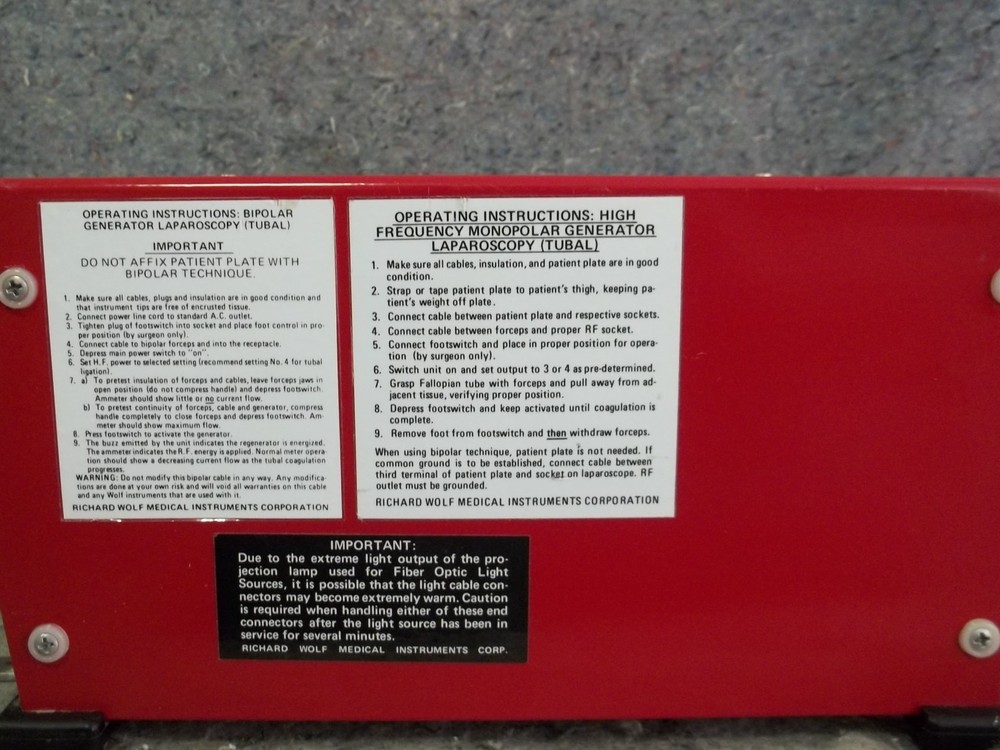 OPERATING INSTRUCTIONS: BIPOLAR
GENERATOR LAPAROSCOPY (TUBAL)
IMPORTANT
DO NOT AFFIX PATIENT PLATE WITH
BIPOLAR TECHNIQUE.
1. Make sure all cables, plugs and insulation are in good condition and
that instrument tips are free of encrusted tissue.
2. Connect power line cord to standard A.C. outlet.
3. Tighten plug of footswitch into socket and place foot control in pro-
per position (by surgeon only).
4. Connect cable to bipolar forceps and into the receptacle.
5. Depress main power switch to "on".
6. Set H.F. power to selected setting (recommend setting No. 4 for tubal
ligation).
7. a) To pretest insulation of forceps and cables, leave forceps jaws in
open position (do not compress handle) and depress footswitch.
Ammeter should show little or no current flow.
b) To pretest continuity of forceps, cable and generator, compress
handle completely to close forceps and depress footswitch. Am-
meter should show maximum flow.
8. Press footswitch to activate the generator.
9. The buzz emitted by the unit indicates the regenerator is energized.
The ammeter indicates the R.F. energy is applied. Normal meter opera-
tion should show a decreasing current flow as the tubal coagulation
progresses.
WARNING: Do not modify this bipolar cable in any way. Any modifica-
tions are done at your own risk and will void all warranties on this cable
and any Wolf instruments that are used with it.
RICHARD WOLF MEDICAL INSTRUMENTS CORPORATION
OPERATING INSTRUCTIONS: HIGH
FREQUENCY MONOPOLAR GENERATOR
LAPAROSCOPY (TUBAL)
1. Make sure all cables, insulation, and patient plate are in good
condition.
2. Strap or tape patient plate to patient's thigh, keeping pa-
tient's weight off plate.
3. Connect cable between patient plate and respective sockets.
4. Connect cable between forceps and proper RF socket.
5. Connect footswitch and place in proper position for opera-
tion (by surgeon only).
6. Switch unit on and set output to 3 or 4 as pre-determined.
7. Grasp Fallopian tube with forceps and pull away from ad-
jacent tissue, verifying proper position.
8. Depress footswitch and keep activated until coagulation is
complete.
9. Remove foot from footswitch and then withdraw forceps.
When using bipolar technique, patient plate is not needed. If
common ground is to be established, connect cable between
third terminal of patient plate and socket on laparoscope. RF
outlet must be grounded.
RICHARD WOLF MEDICAL INSTRUMENTS CORPORATION
IMPORTANT:
Due to the extreme light output of the pro-
jection lamp used for Fiber Optic Light
Sources, it is possible that the light cable con-
nectors may become extremely warm. Caution
is required when handling either of these end
connectors after the light source has been in
service for several minutes.
RICHARD WOLF MEDICAL INSTRUMENTS CORP.